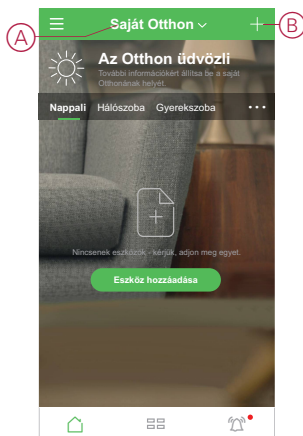 A
Saját Otthon
B
Az Otthon üdvözli
További információkért állítsa be a saját
Otthonának helyét.
Nappali Hálószoba Gyerekszoba ...
Nincsenek eszközök - kérjük, adjon meg egyet.
Eszköz hozzáadása